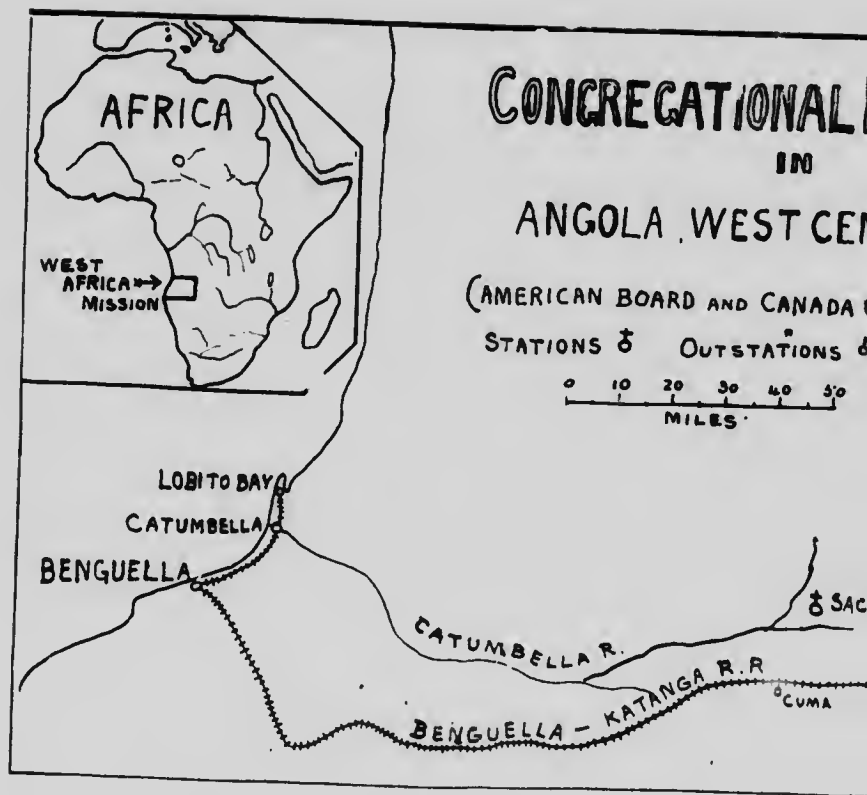 AFRICA
WEST
AFRICA
MISSION
CONGREGATIONAL
IN
ANGOLA, WEST CEN
(AMERICAN BOARD AND CANADA
STATIONS OUTSTATIONS
0 10 20 30 40 50
MILES
LOBITO BAY
CATUMBELLA
BENGUELLA
CATUMBELLA R.
SAC
BENGUELLA - KATANGA R.R
CUMA